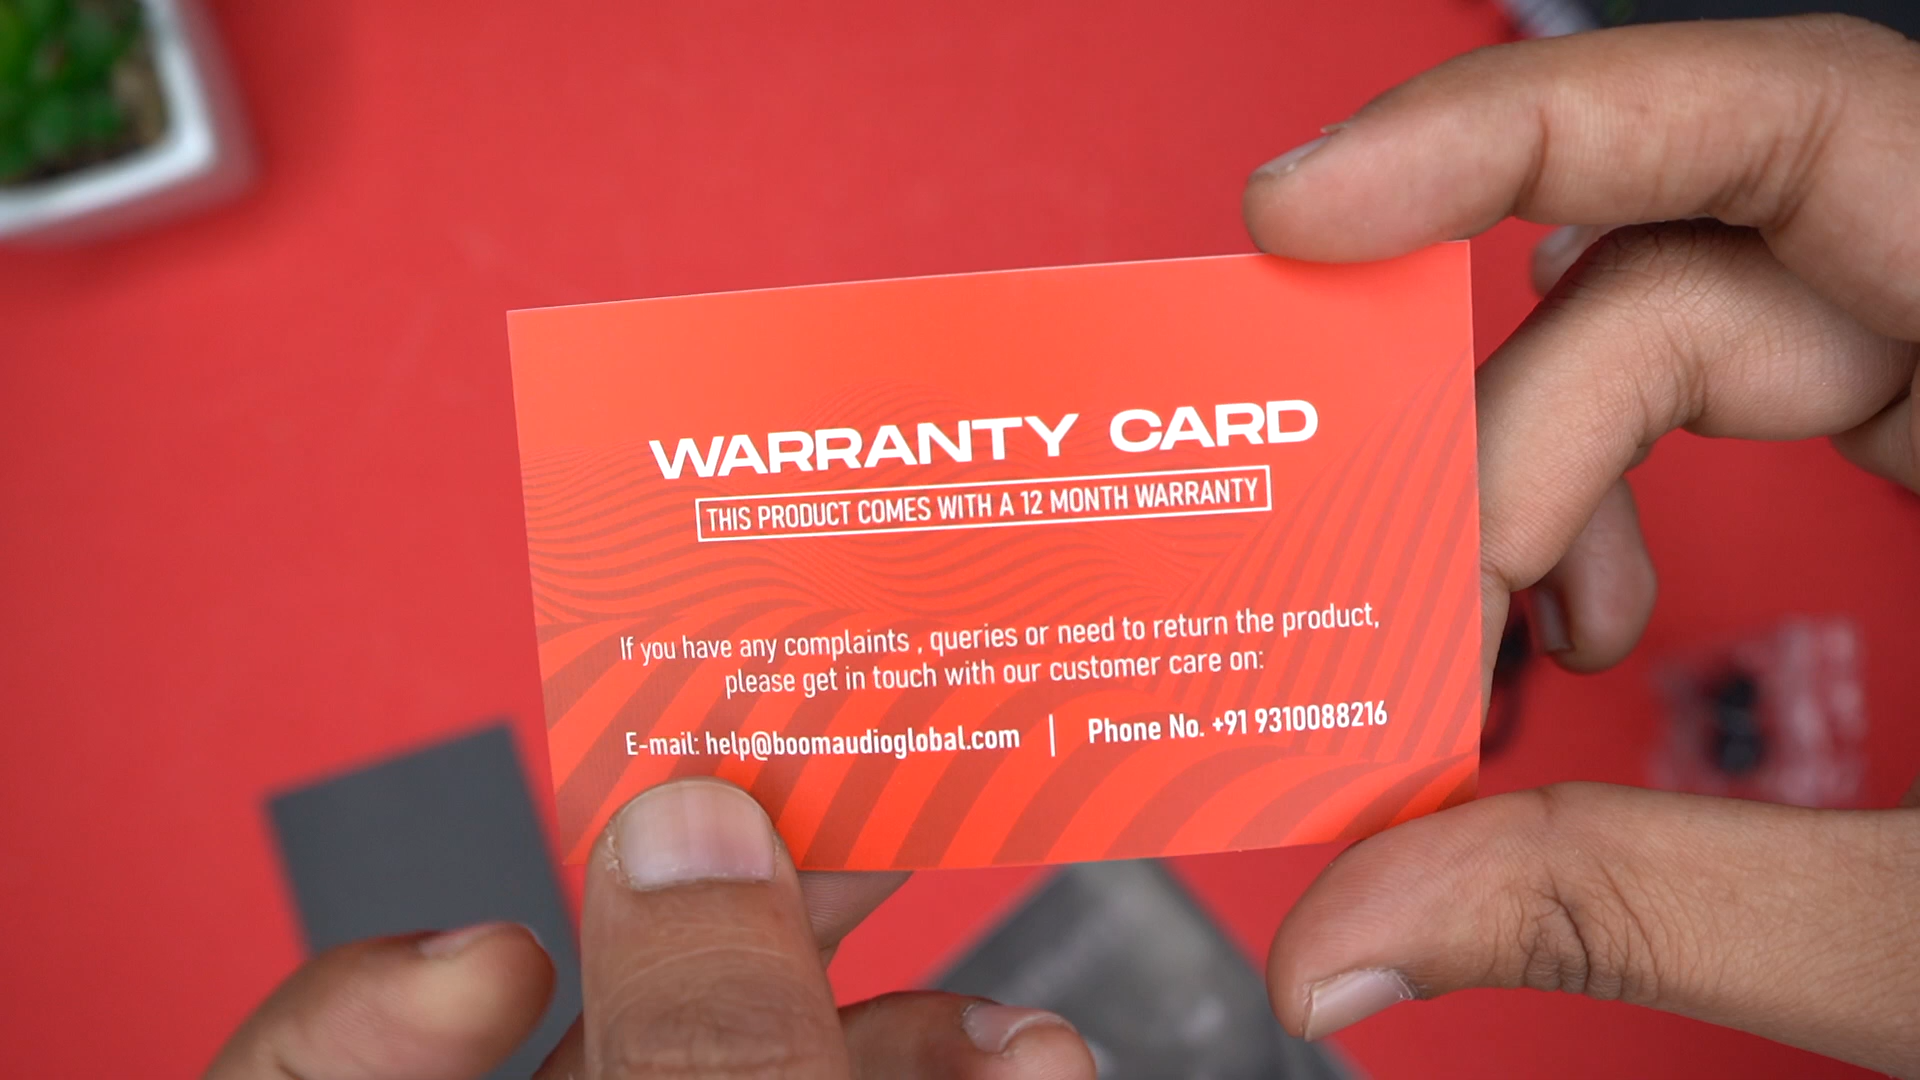 WARRANTY CARD
THIS PRODUCT COMES WITH A 12 MONTH WARRANTY
If you have any complaints , queries or need to return the product,
please get in touch with our customer care on:
E-mail: help@boomaudioglobal.com | Phone No. +91 9310088216